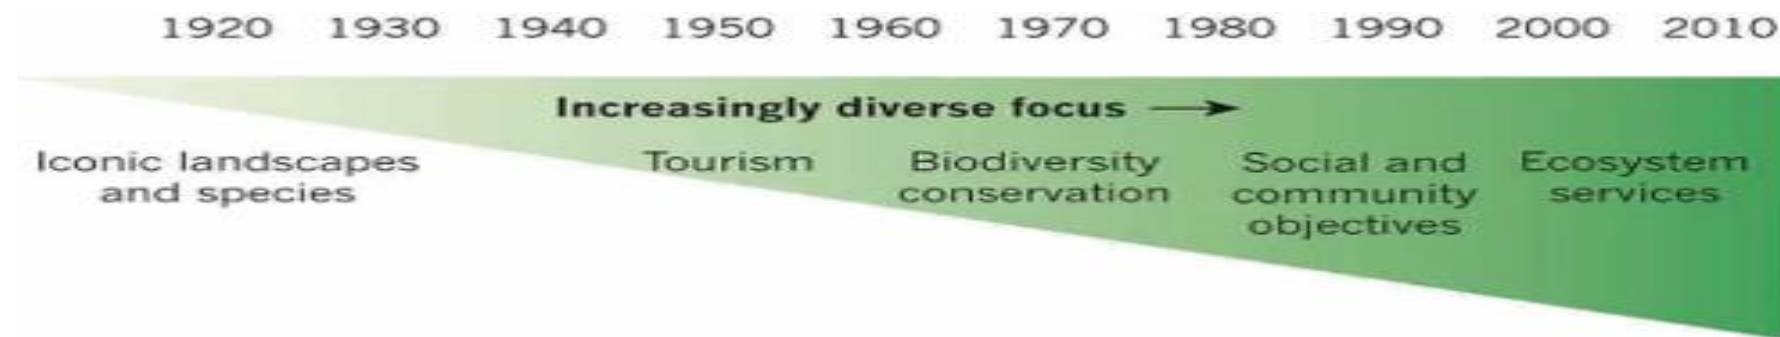 1920 1930 1940 1950 1960 1970 1980 1990 2000 2010
Increasingly diverse focus
Iconic landscapes
and species
Tourism
Biodiversity
conservation
Social and
community
objectives
Ecosystem
services